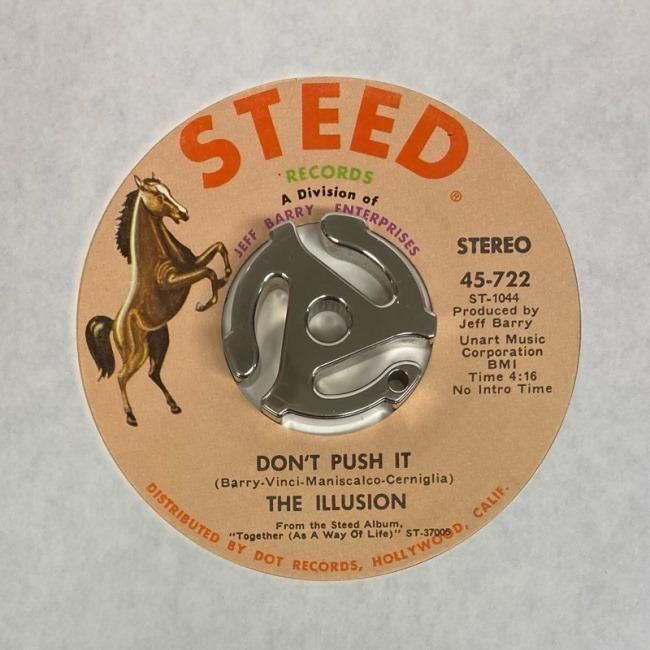 STEED
RECORDS
A Division of
JEFF BARRY ENTERPRISES
®
STEREO
45-722
ST-1044
Produced by
Jeff Barry
Unart Music
Corporation
BMI
Time 4:16
No Intro Time
DON'T PUSH IT
(Barry-Vinci-Maniscalco-Cerniglia)
THE ILLUSION
From the Steed Album,
"Together (As A Way Of Life)" ST-37005
DISTRIBUTED BY DOT RECORDS, HOLLYWOOD, CALIF.